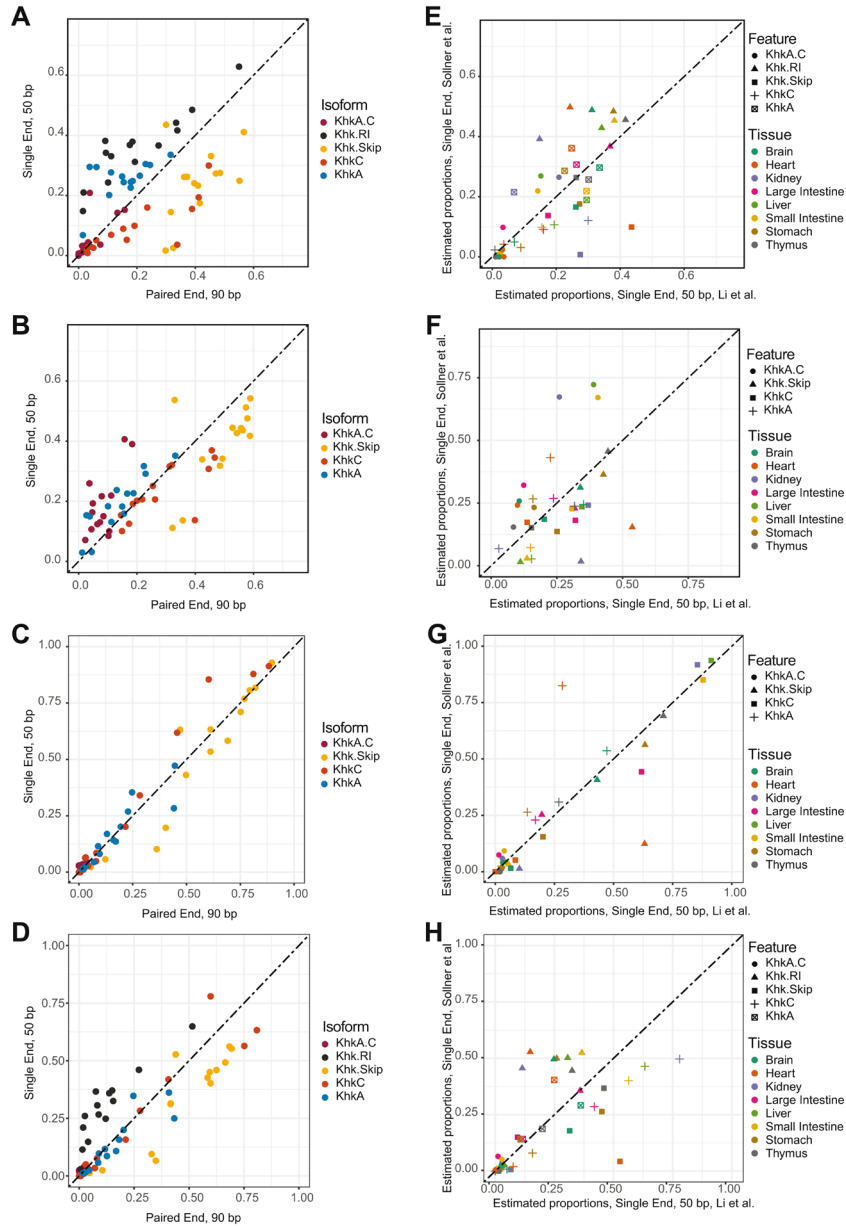 A
Single End, 50 bp
0.6
0.4
0.2
0.0
0.0 0.2 0.4 0.6
Paired End, 90 bp
Isoform
KhkA.C
Khk.RI
Khk.Skip
KhkC
KhkA
E
Estimated proportions, Single End, Sollner et al.
0.6
0.4
0.2
0.0
0.0 0.2 0.4 0.6
Estimated proportions, Single End, 50 bp, Li et al.
Feature
KhkA.C
Khk.RI
Khk.Skip
KhkC
KhkA
Tissue
Brain
Heart
Kidney
Large Intestine
Liver
Small Intestine
Stomach
Thymus
B
Single End, 50 bp
0.6
0.4
0.2
0.0
0.0 0.2 0.4 0.6
Paired End, 90 bp
Isoform
KhkA.C
Khk.Skip
KhkC
KhkA
F
Estimated proportions, Single End, Sollner et al.
0.75
0.50
0.25
0.00
0.00 0.25 0.50 0.75
Estimated proportions, Single End, 50 bp, Li et al.
Feature
KhkA.C
Khk.Skip
KhkC
KhkA
Tissue
Brain
Heart
Kidney
Large Intestine
Liver
Small Intestine
Stomach
Thymus
C
Single End, 50 bp
1.00
0.75
0.50
0.25
0.00
0.00 0.25 0.50 0.75 1.00
Paired End, 90 bp
Isoform
KhkA.C
Khk.Skip
KhkC
KhkA
G
Estimated proportions, Single End, Sollner et al.
1.00
0.75
0.50
0.25
0.00
0.00 0.25 0.50 0.75 1.00
Estimated proportions, Single End, 50 bp, Li et al.
Feature
KhkA.C
Khk.Skip
KhkC
KhkA
Tissue
Brain
Heart
Kidney
Large Intestine
Liver
Small Intestine
Stomach
Thymus
D
Single End, 50 bp
1.00
0.75
0.50
0.25
0.00
0.00 0.25 0.50 0.75 1.00
Paired End, 90 bp
Isoform
KhkA.C
Khk.RI
Khk.Skip
KhkC
KhkA
H
Estimated proportions, Single End, Sollner et al.
1.00
0.75
0.50
0.25
0.00
0.00 0.25 0.50 0.75 1.00
Estimated proportions, Single End, 50 bp, Li et al.
Feature
KhkA.C
Khk.RI
Khk.Skip
KhkC
KhkA
Tissue
Brain
Heart
Kidney
Large Intestine
Liver
Small Intestine
Stomach
Thymus